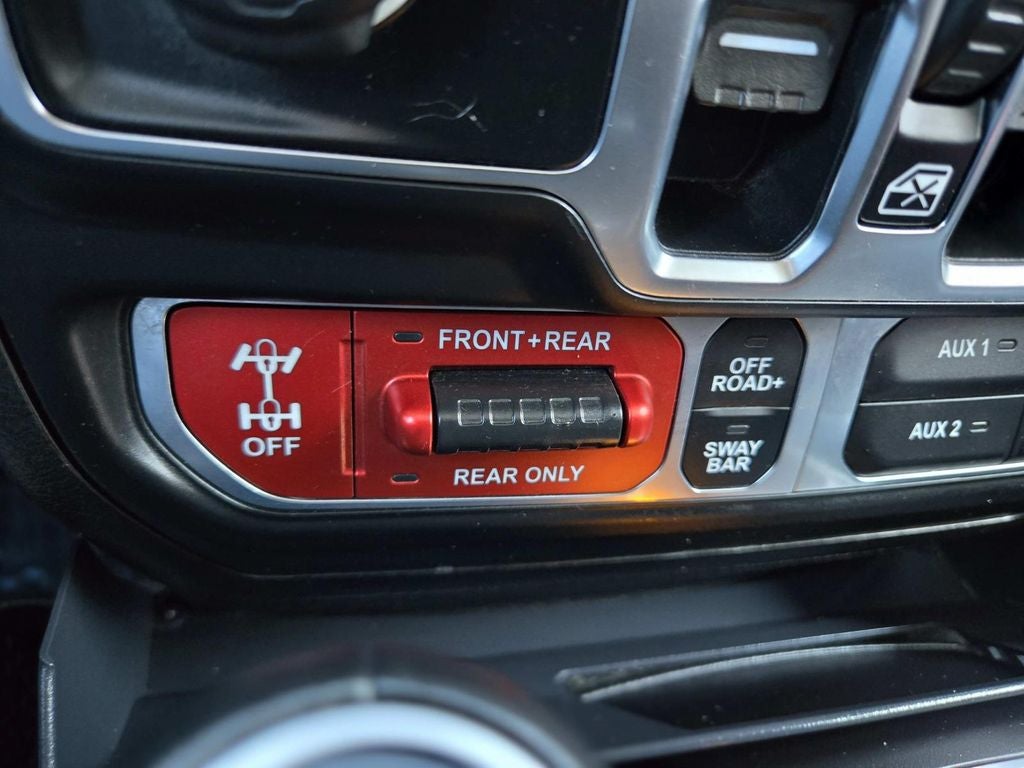 FRONT+REAR
OFF
REAR ONLY
OFF
ROAD+
SWAY
BAR
AUX 1
AUX 2